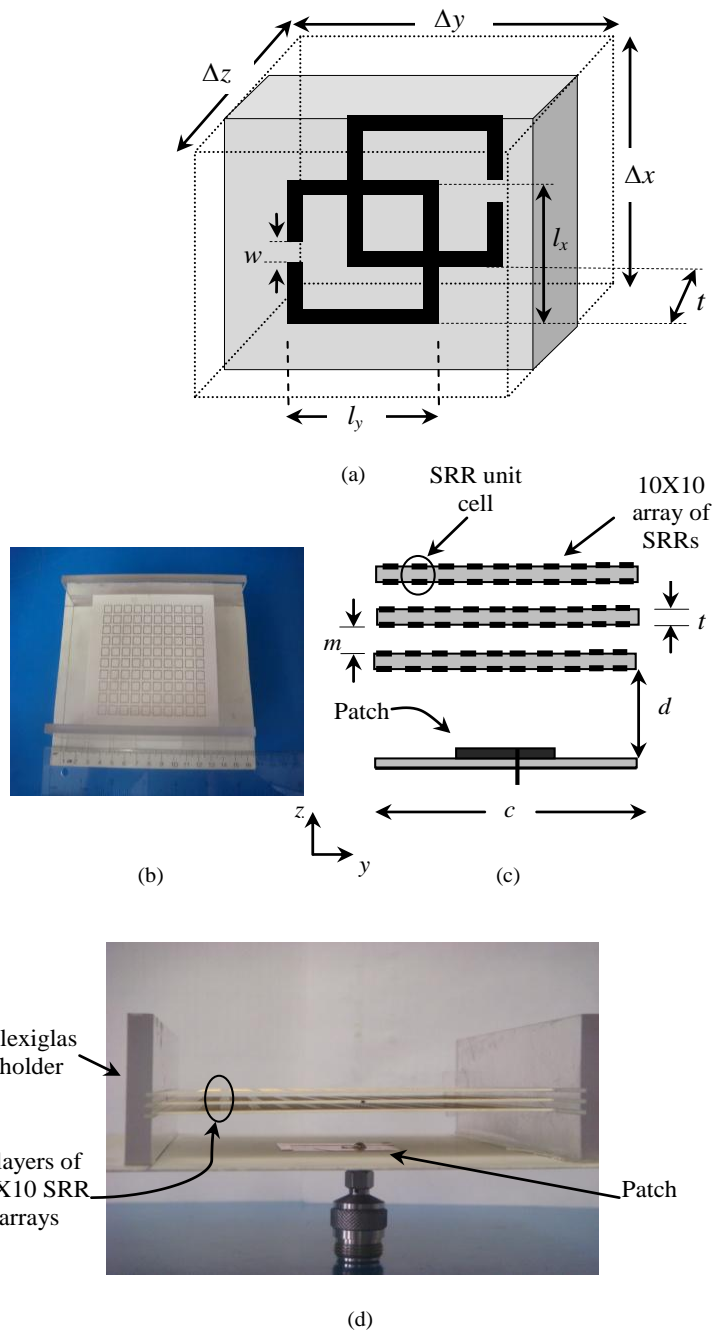 Δy
Δz
Δx
w
l_x
t
l_y
(a)
SRR unit
cell
10X10
array of
SRRs
t
m
d
Patch
c
z
y
(b)
(c)
lexiglas
holder
layers of
X10 SRR
arrays
Patch
(d)